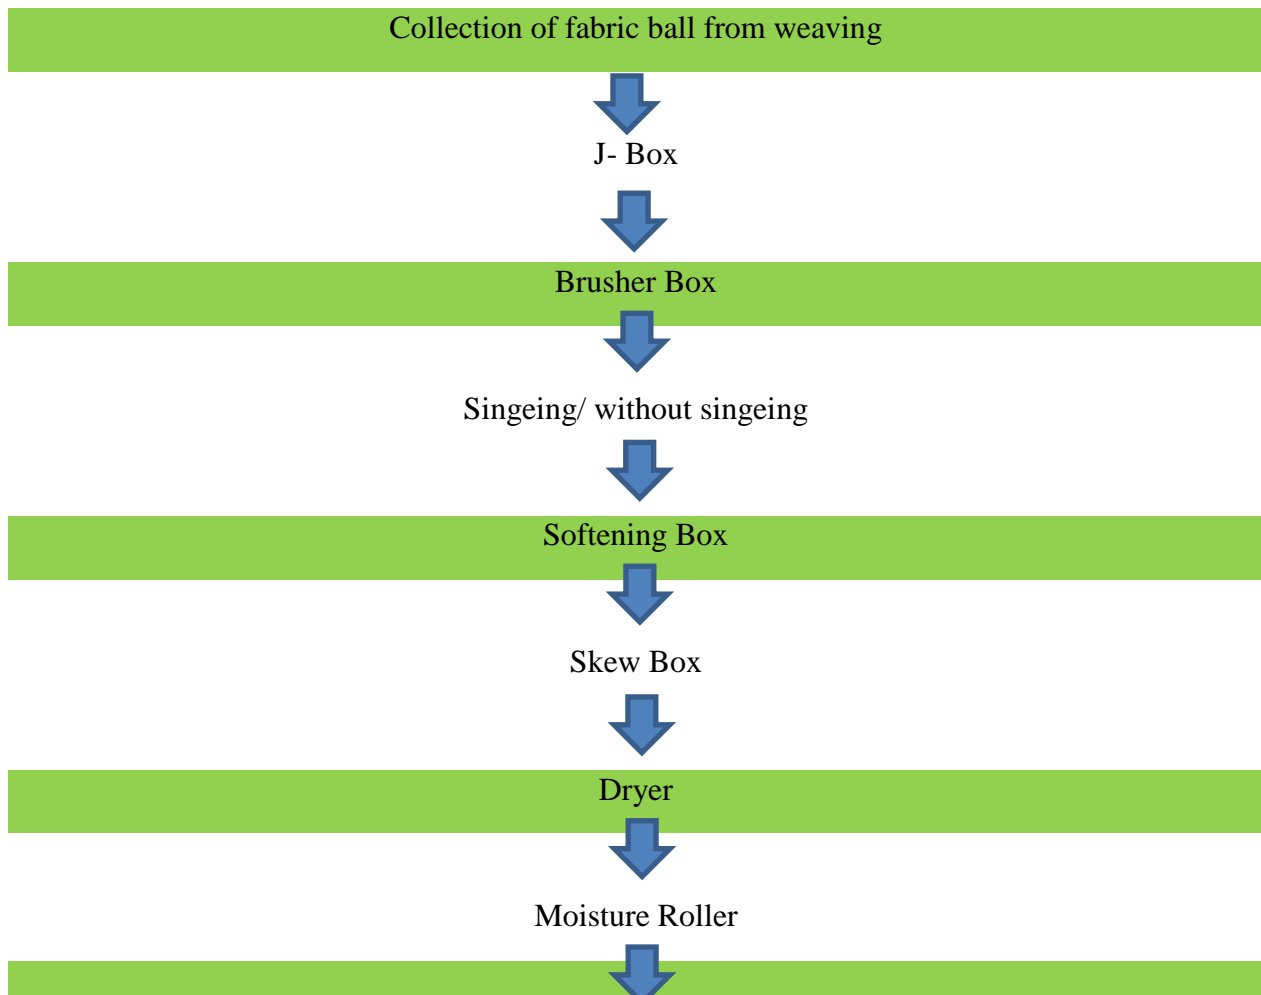 Collection of fabric ball from weaving
J- Box
Brusher Box
Singeing/ without singeing
Softening Box
Skew Box
Dryer
Moisture Roller